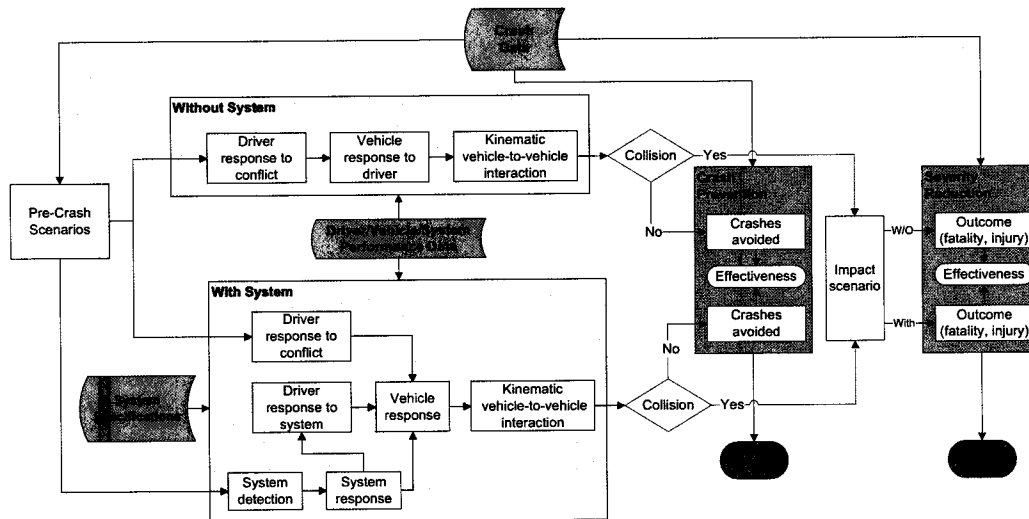 Crash
Data
Without System
Driver
response to
conflict
Vehicle
response to
driver
Kinematic
vehicle-to-vehicle
interaction
Collision
Yes
No
Pre-Crash
Scenarios
Driver/Vehicle/System
Performance Data
Crash
Prevention
Crashes
avoided
Effectiveness
Crashes
avoided
Impact
scenario
W/O
With
Severity
Reduction
Outcome
(fatality, injury)
Effectiveness
Outcome
(fatality, injury)
With System
Driver
response to
conflict
System
Specifications
Driver
response to
system
Vehicle
response
Kinematic
vehicle-to-vehicle
interaction
No
Collision
Yes
System
detection
System
response